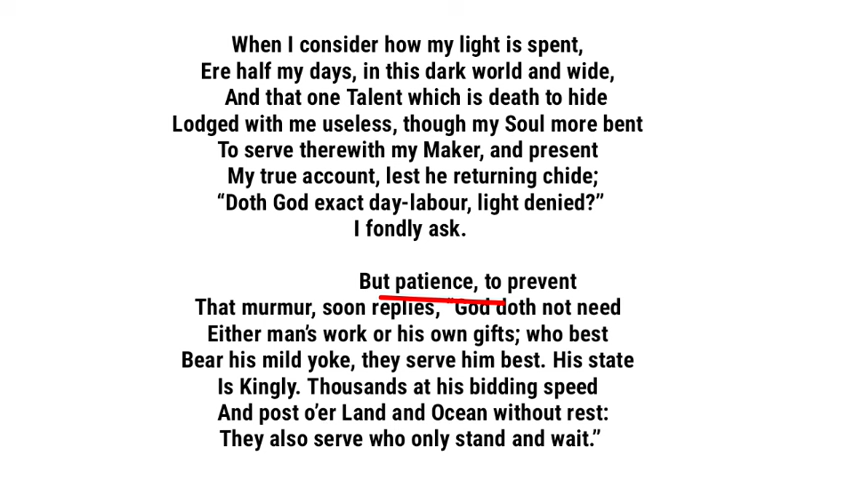 When I consider how my light is spent,
Ere half my days, in this dark world and wide,
And that one Talent which is death to hide
Lodged with me useless, though my Soul more bent
To serve therewith my Maker, and present
My true account, lest he returning chide;
“Doth God exact day-labour, light denied?”
I fondly ask.
But patience, to prevent
That murmur, soon replies, “God doth not need
Either man’s work or his own gifts; who best
Bear his mild yoke, they serve him best. His state
Is Kingly. Thousands at his bidding speed
And post o’er Land and Ocean without rest:
They also serve who only stand and wait.”